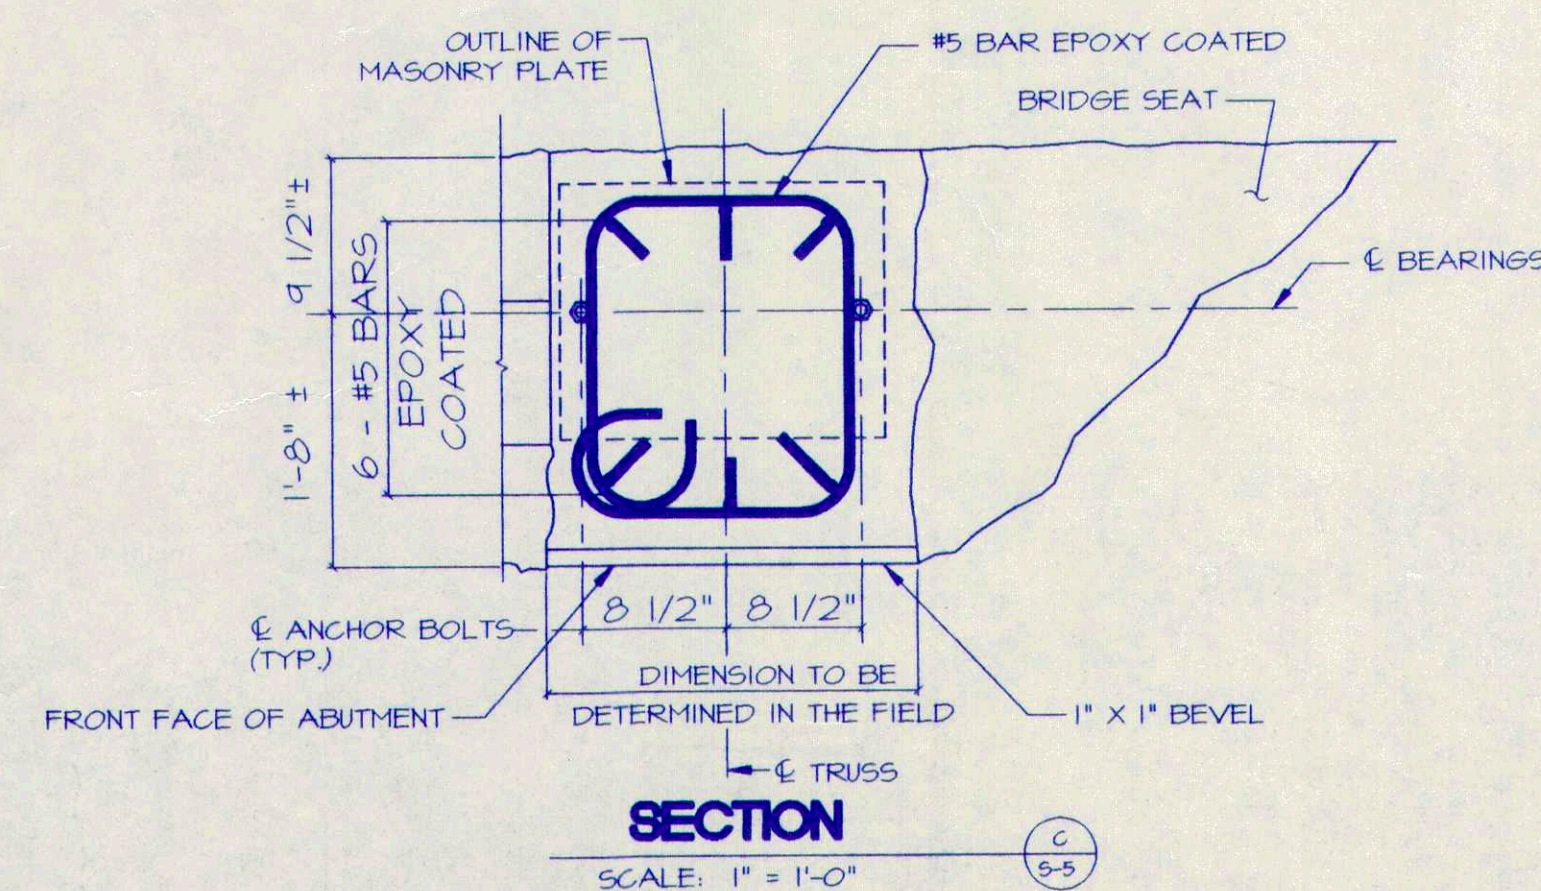 OUTLINE OF
MASONRY PLATE
#5 BAR EPOXY COATED
BRIDGE SEAT
9 1/2"±
1'-8" ±
6 - #5 BARS
EPOXY
COATED
℄ BEARINGS
℄ ANCHOR BOLTS
(TYP.)
8 1/2"
8 1/2"
DIMENSION TO BE
DETERMINED IN THE FIELD
FRONT FACE OF ABUTMENT
1" X 1" BEVEL
℄ TRUSS
SECTION
SCALE: 1" = 1'-0"
C
S-5